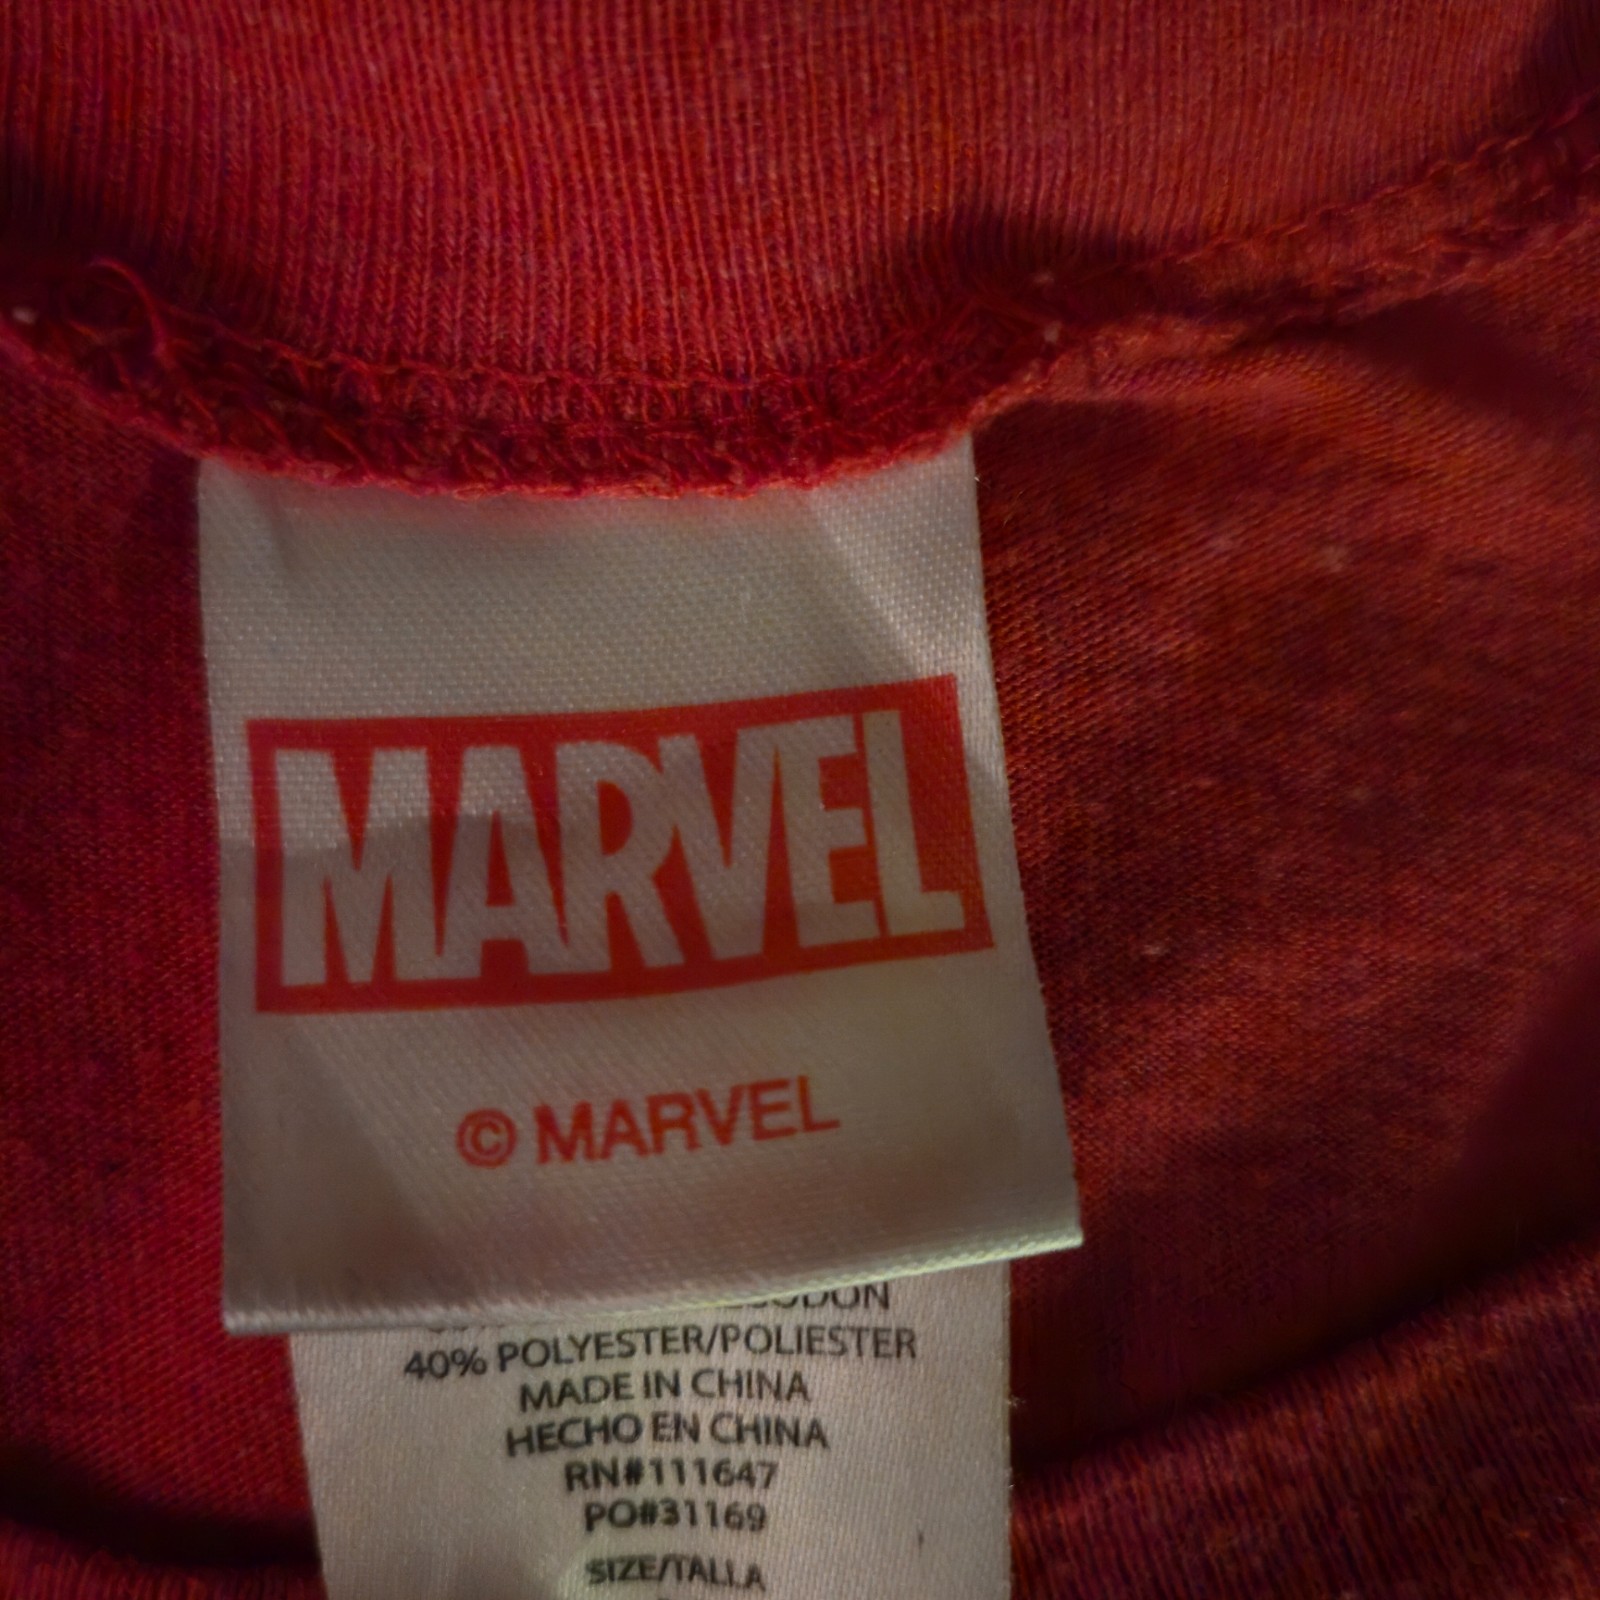 MARVEL
© MARVEL
40% POLYESTER/POLIESTER
MADE IN CHINA
HECHO EN CHINA
RN#111647
PO#31169
SIZE/TALLA